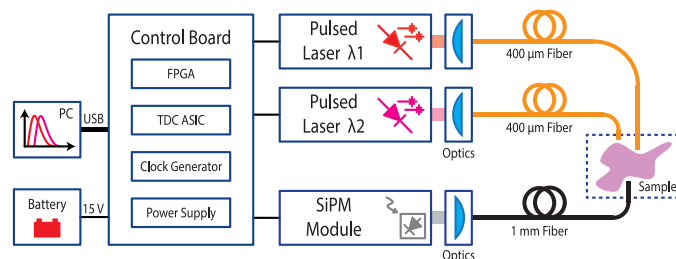 Control Board
FPGA
TDC ASIC
Clock Generator
Power Supply
PC
USB
Battery
15 V
Pulsed
Laser λ1
400 µm Fiber
Pulsed
Laser λ2
Optics
400 µm Fiber
Sample
SiPM
Module
Optics
1 mm Fiber